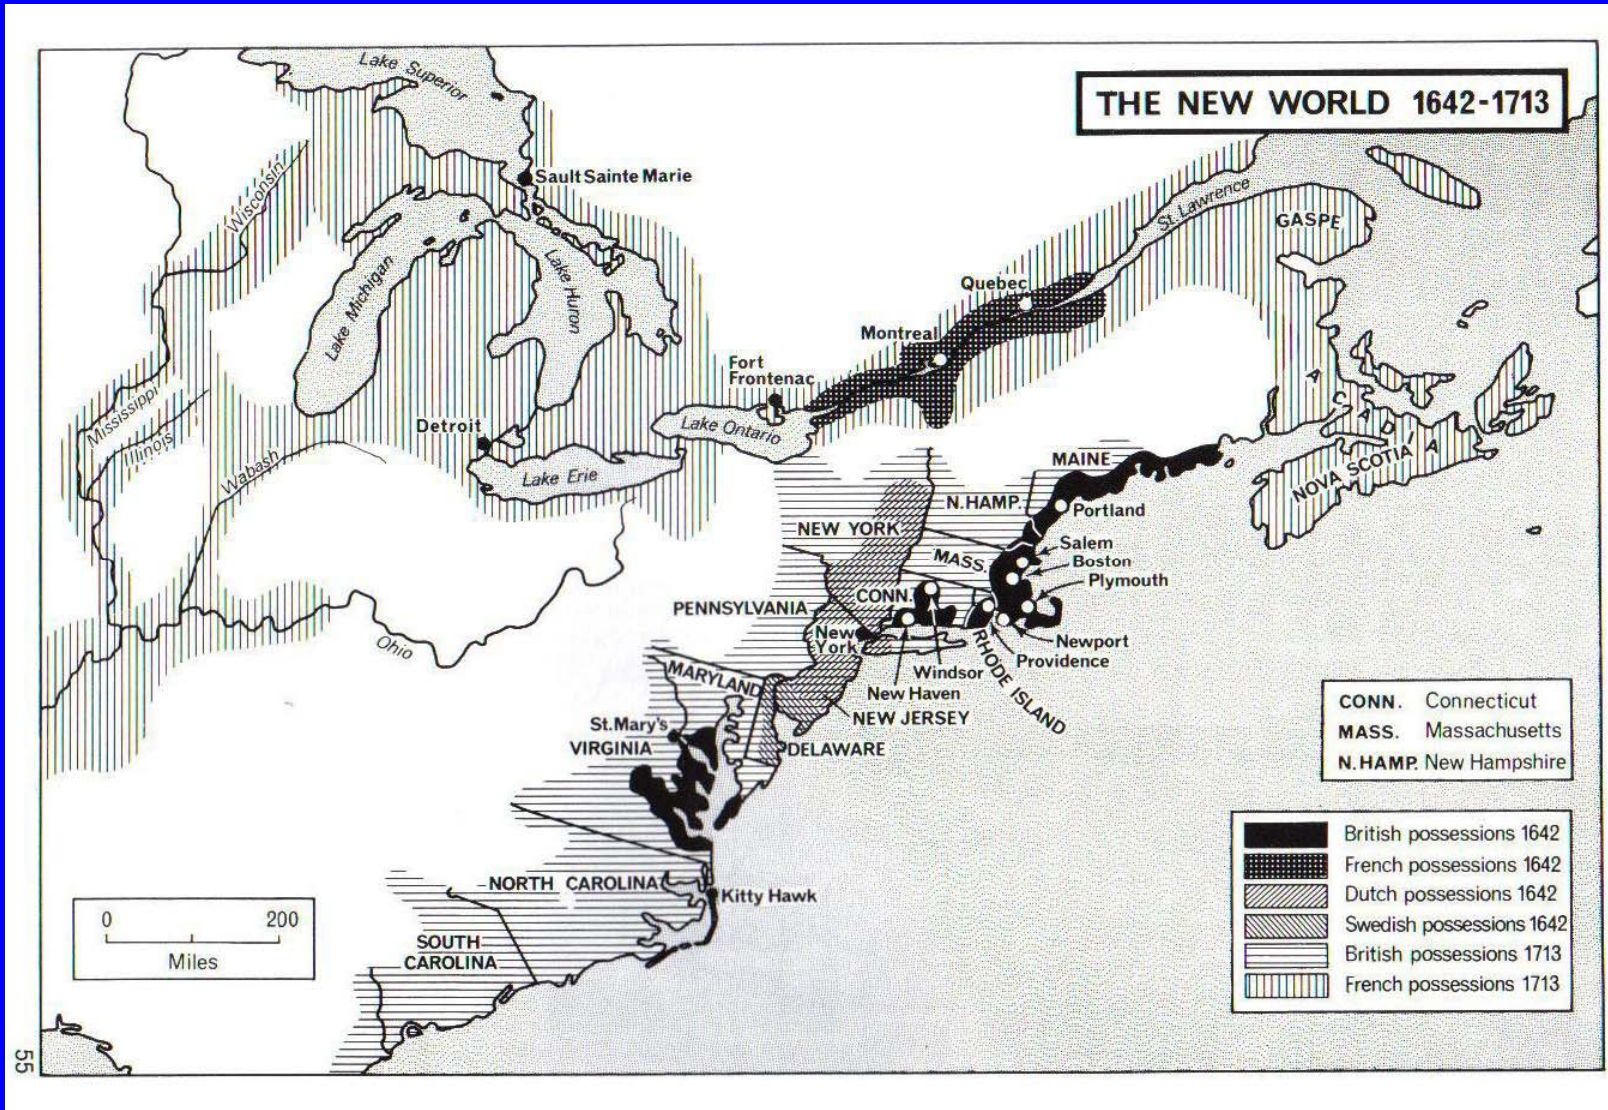 THE NEW WORLD 1642-1713
Lake Superior
Sault Sainte Marie
Wisconsin
St. Lawrence
GASPE
Lake Michigan
Lake Huron
Quebec
Montreal
Fort
Frontenac
Mississippi
Illinois
Detroit
Lake Ontario
Wabash
Lake Erie
ACADIA
NOVA SCOTIA
MAINE
N.HAMP.
Portland
NEW YORK
MASS.
Salem
Boston
Plymouth
CONN.
PENNSYLVANIA
New
York
Ohio
Newport
Providence
Windsor
New Haven
RHODE ISLAND
MARYLAND
NEW JERSEY
St.Mary's
VIRGINIA
DELAWARE
CONN. Connecticut
MASS. Massachusetts
N.HAMP. New Hampshire
British possessions 1642
French possessions 1642
Dutch possessions 1642
Swedish possessions 1642
British possessions 1713
French possessions 1713
NORTH CAROLINA
Kitty Hawk
SOUTH
CAROLINA
0 200
Miles
55